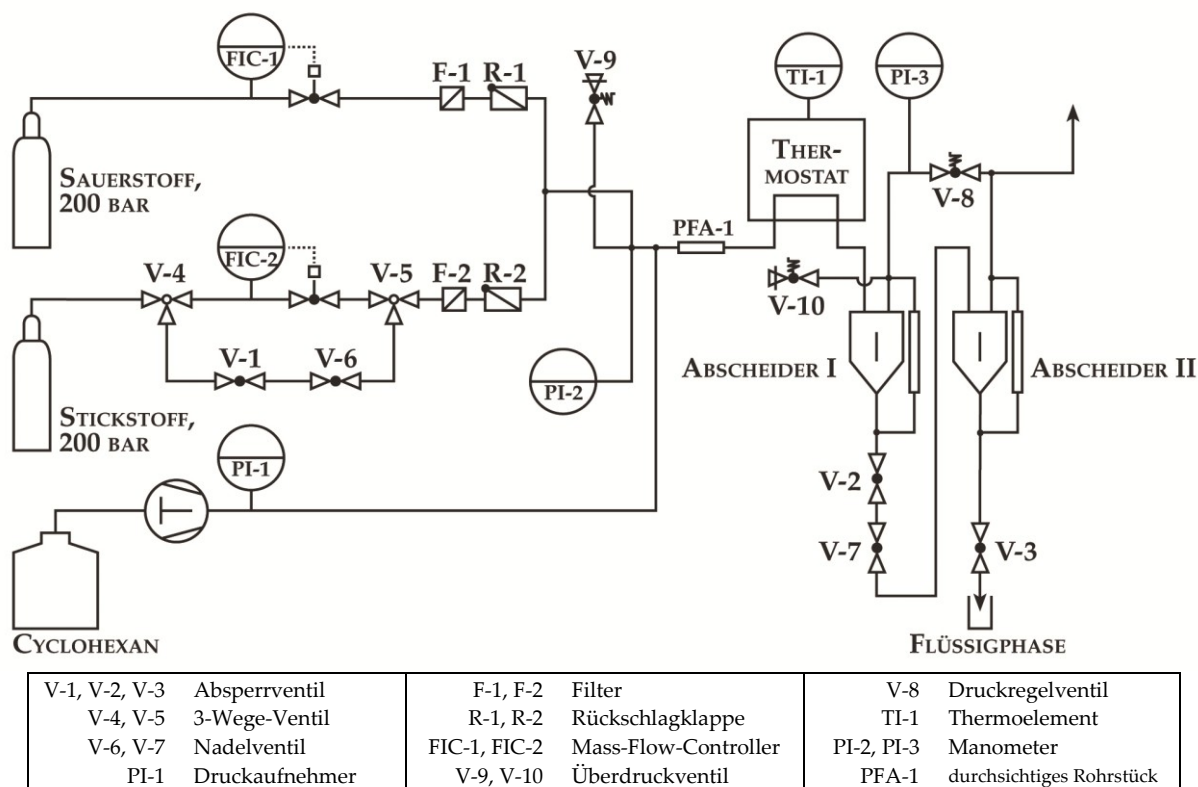 FIC-1
V-9
TI-1
PI-3
F-1 R-1
SAUERSTOFF,
200 BAR
THER-
MOSTAT
V-8
PFA-1
FIC-2
V-4
V-5
F-2 R-2
V-10
V-1
V-6
PI-2
ABSCHEIDER I
ABSCHEIDER II
STICKSTOFF,
200 BAR
PI-1
V-2
V-7
V-3
CYCLOHEXAN
FLÜSSIGPHASE
V-1, V-2, V-3 Absperrventil F-1, F-2 Filter V-8 Druckregelventil
V-4, V-5 3-Wege-Ventil R-1, R-2 Rückschlagklappe TI-1 Thermoelement
V-6, V-7 Nadelventil FIC-1, FIC-2 Mass-Flow-Controller PI-2, PI-3 Manometer
PI-1 Druckaufnehmer V-9, V-10 Überdruckventil PFA-1 durchsichtiges Rohrstück